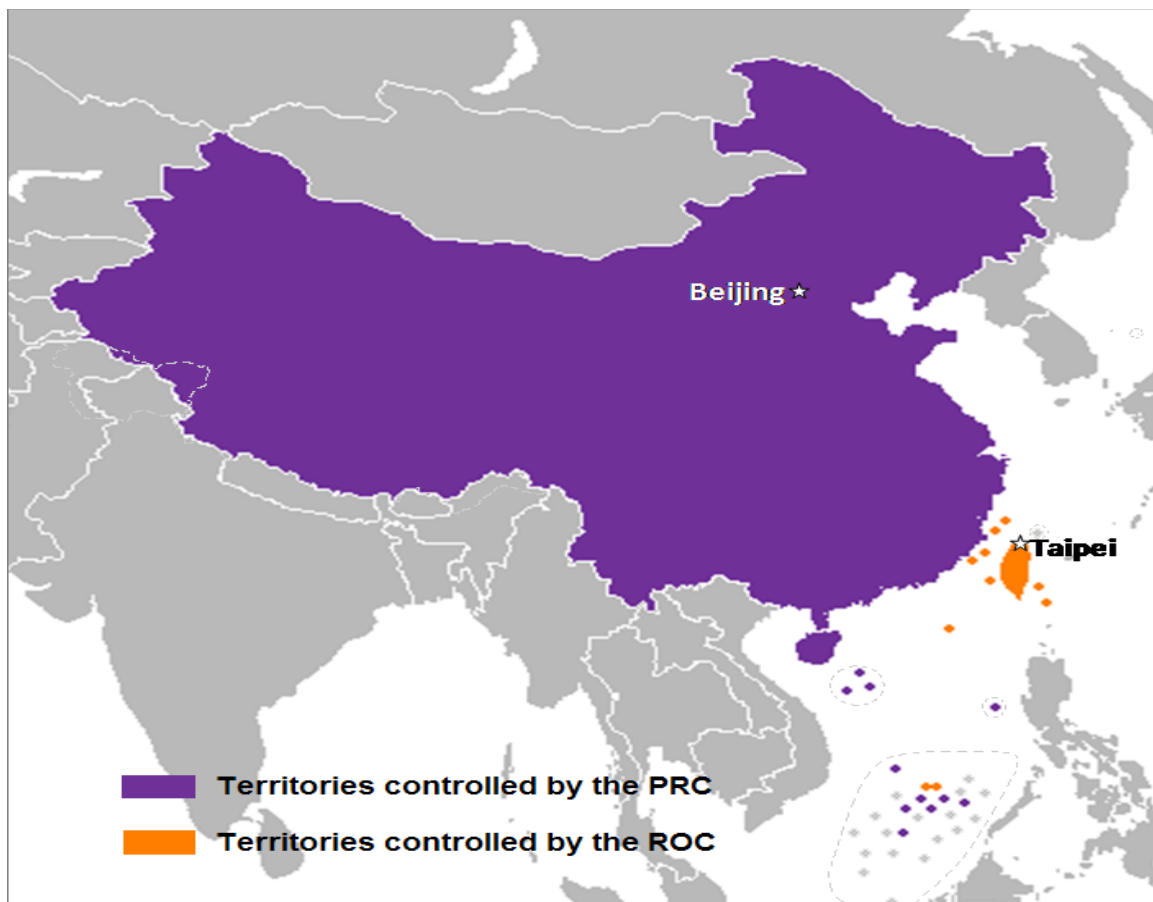 Beijing
Taipei
Territories controlled by the PRC
Territories controlled by the ROC